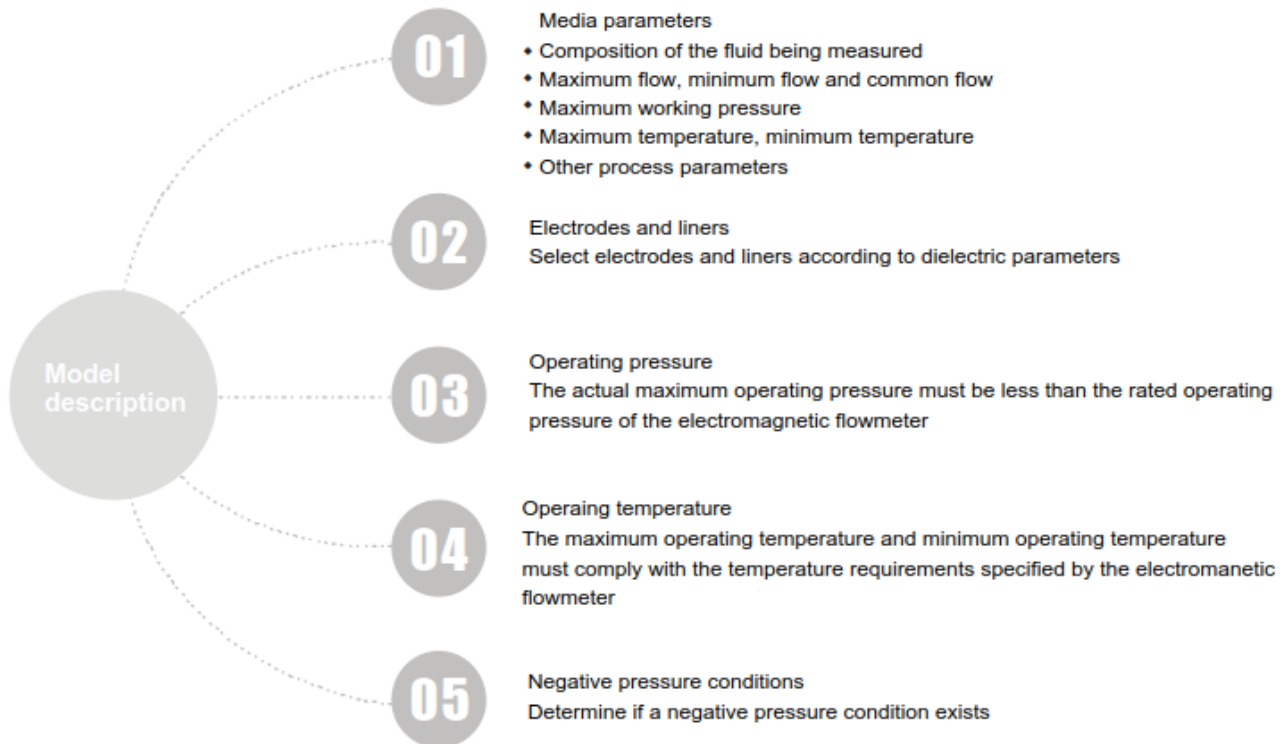 Model
description
01
Media parameters
◆ Composition of the fluid being measured
◆ Maximum flow, minimum flow and common flow
◆ Maximum working pressure
◆ Maximum temperature, minimum temperature
◆ Other process parameters
02
Electrodes and liners
Select electrodes and liners according to dielectric parameters
03
Operating pressure
The actual maximum operating pressure must be less than the rated operating
pressure of the electromagnetic flowmeter
04
Operaing temperature
The maximum operating temperature and minimum operating temperature
must comply with the temperature requirements specified by the electromanetic
flowmeter
05
Negative pressure conditions
Determine if a negative pressure condition exists